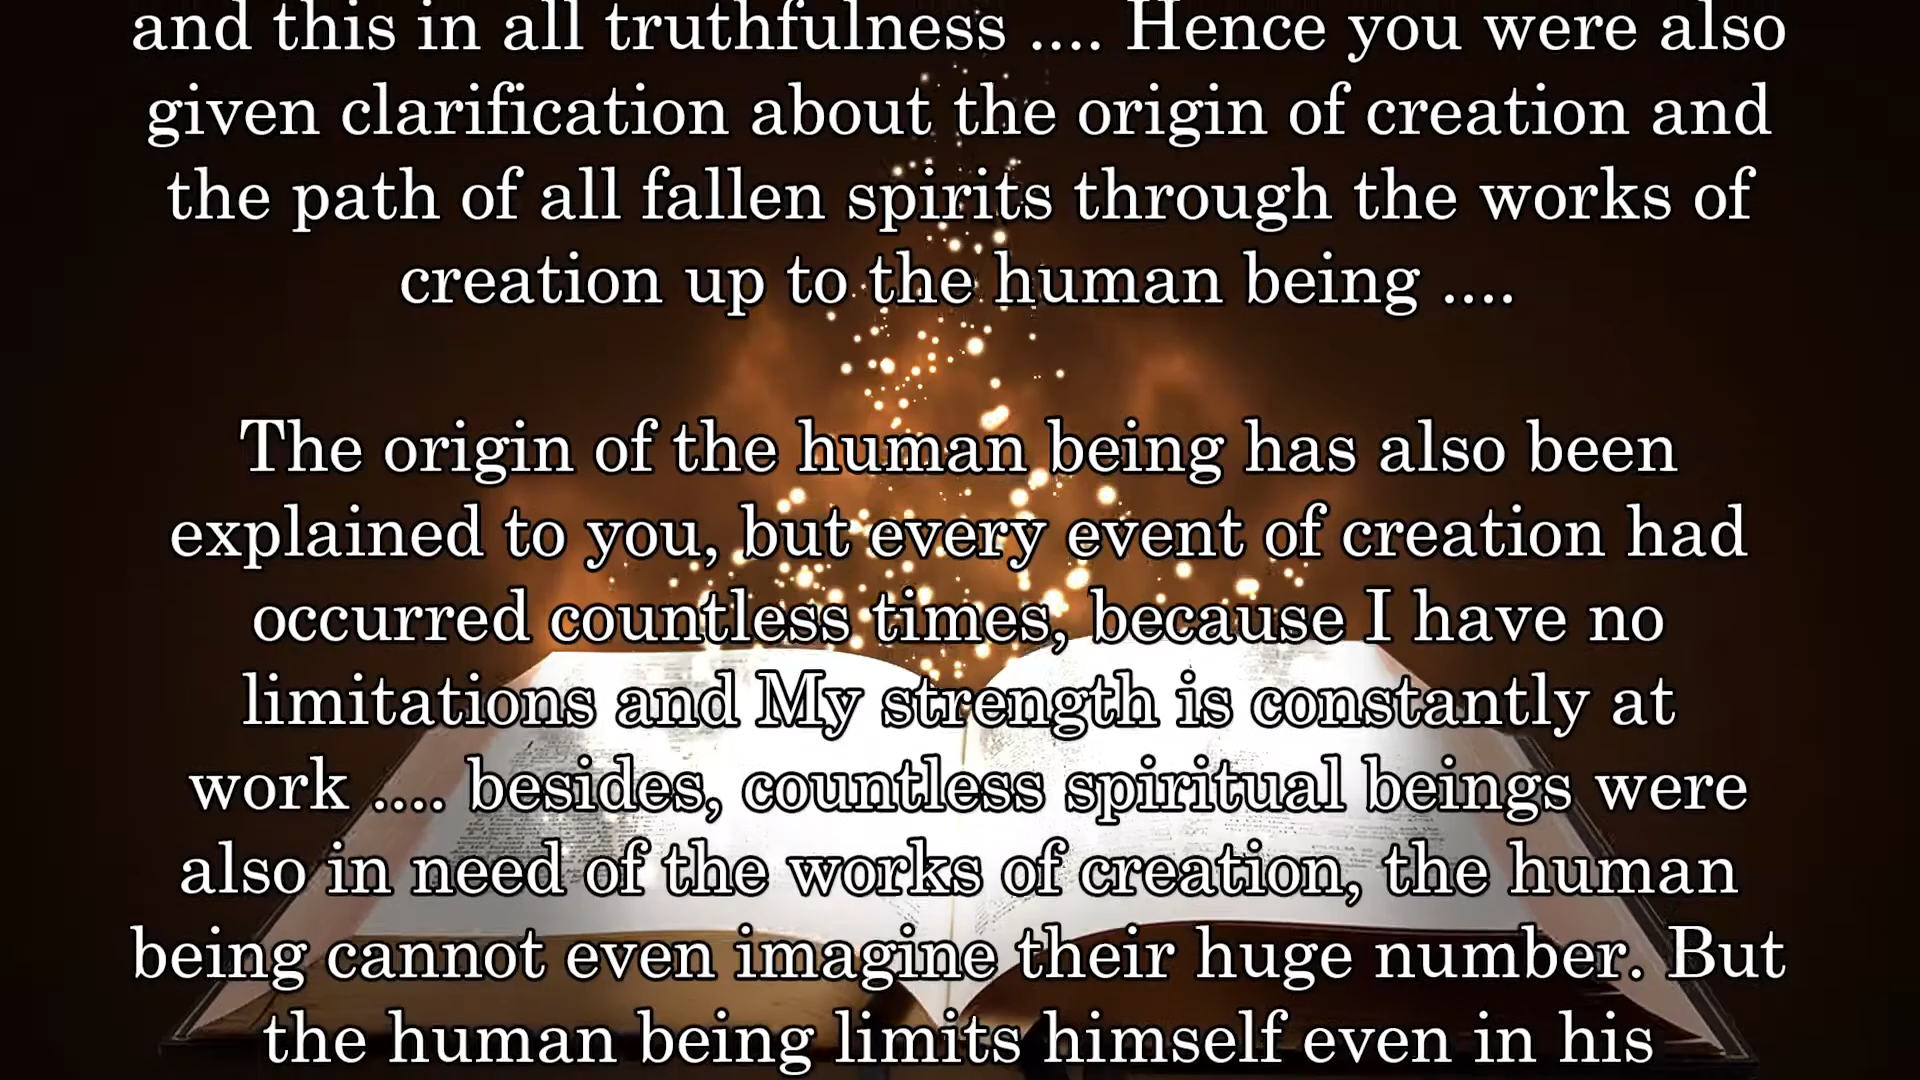 and this in all truthfulness .... Hence you were also
given clarification about the origin of creation and
the path of all fallen spirits through the works of
creation up to the human being ....
The origin of the human being has also been
explained to you, but every event of creation had
occurred countless times, because I have no
limitations and My strength is constantly at
work .... besides, countless spiritual beings were
also in need of the works of creation, the human
being cannot even imagine their huge number. But
the human being limits himself even in his